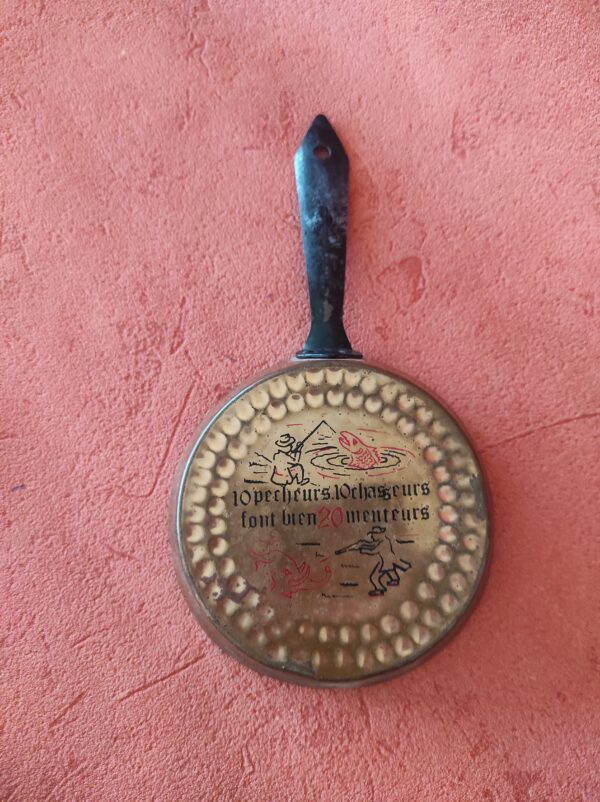 10 pecheurs. 10 chasseurs
font bien 20 menteurs